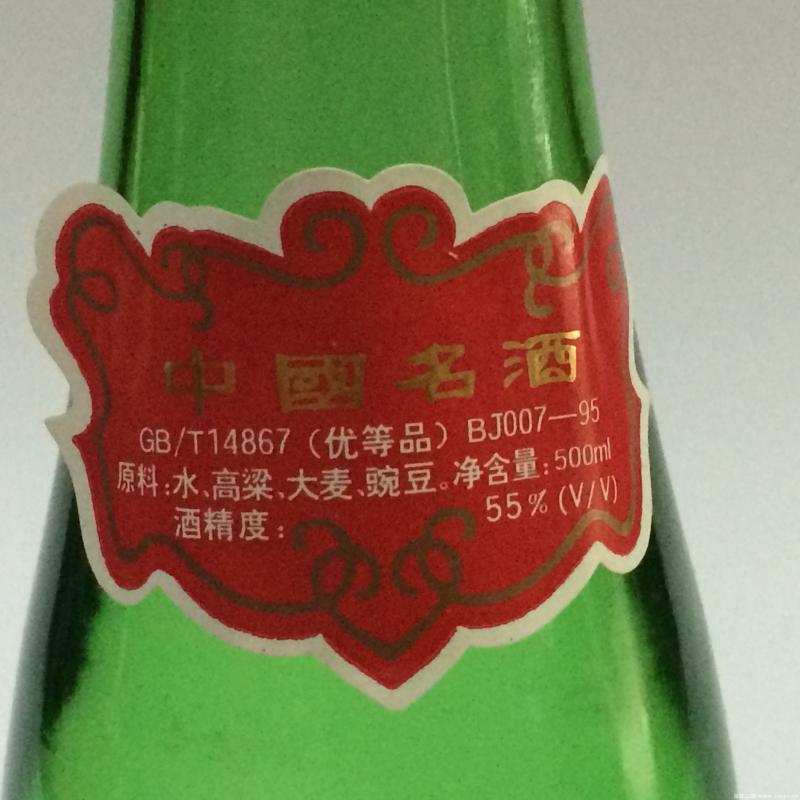 中國名酒
GB/T14867（优等品）BJ007—95
原料:水、高粱、大麦、豌豆。净含量:500ml
酒精度: 55%(V/V)